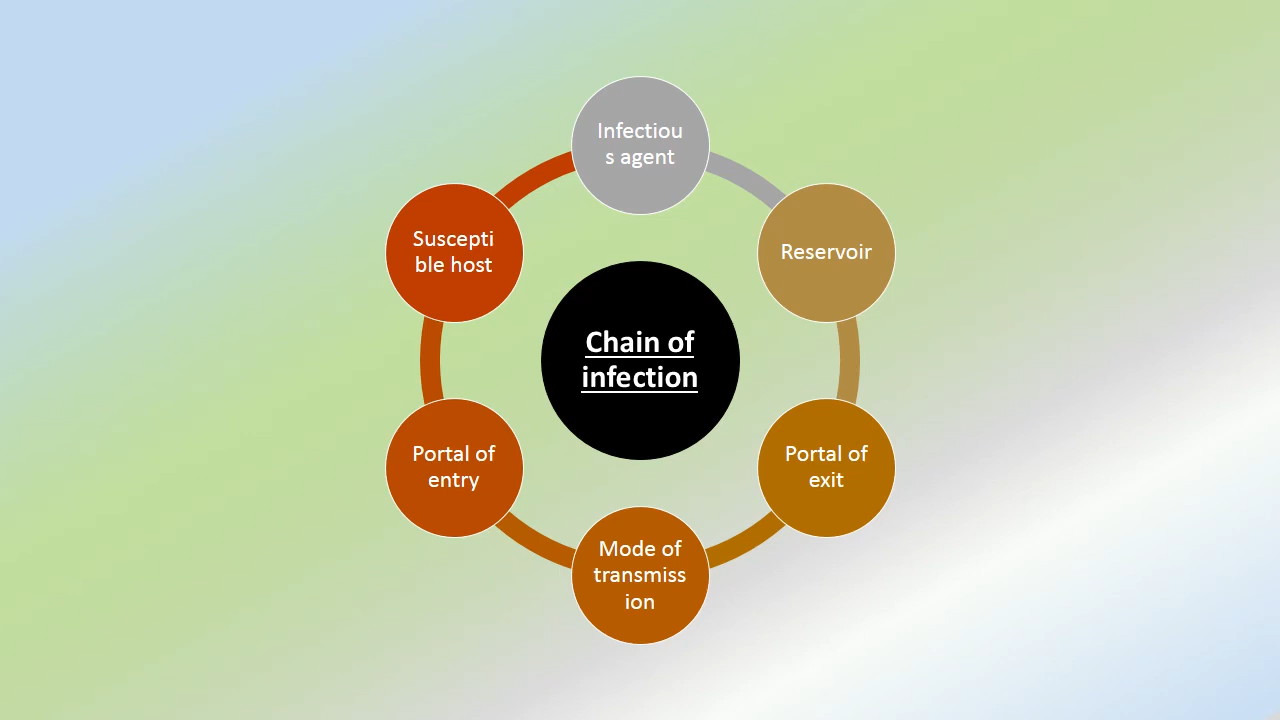 Infectiou
s agent
Reservoir
Portal of
exit
Mode of
transmiss
ion
Portal of
entry
Suscepti
ble host
Chain of
infection